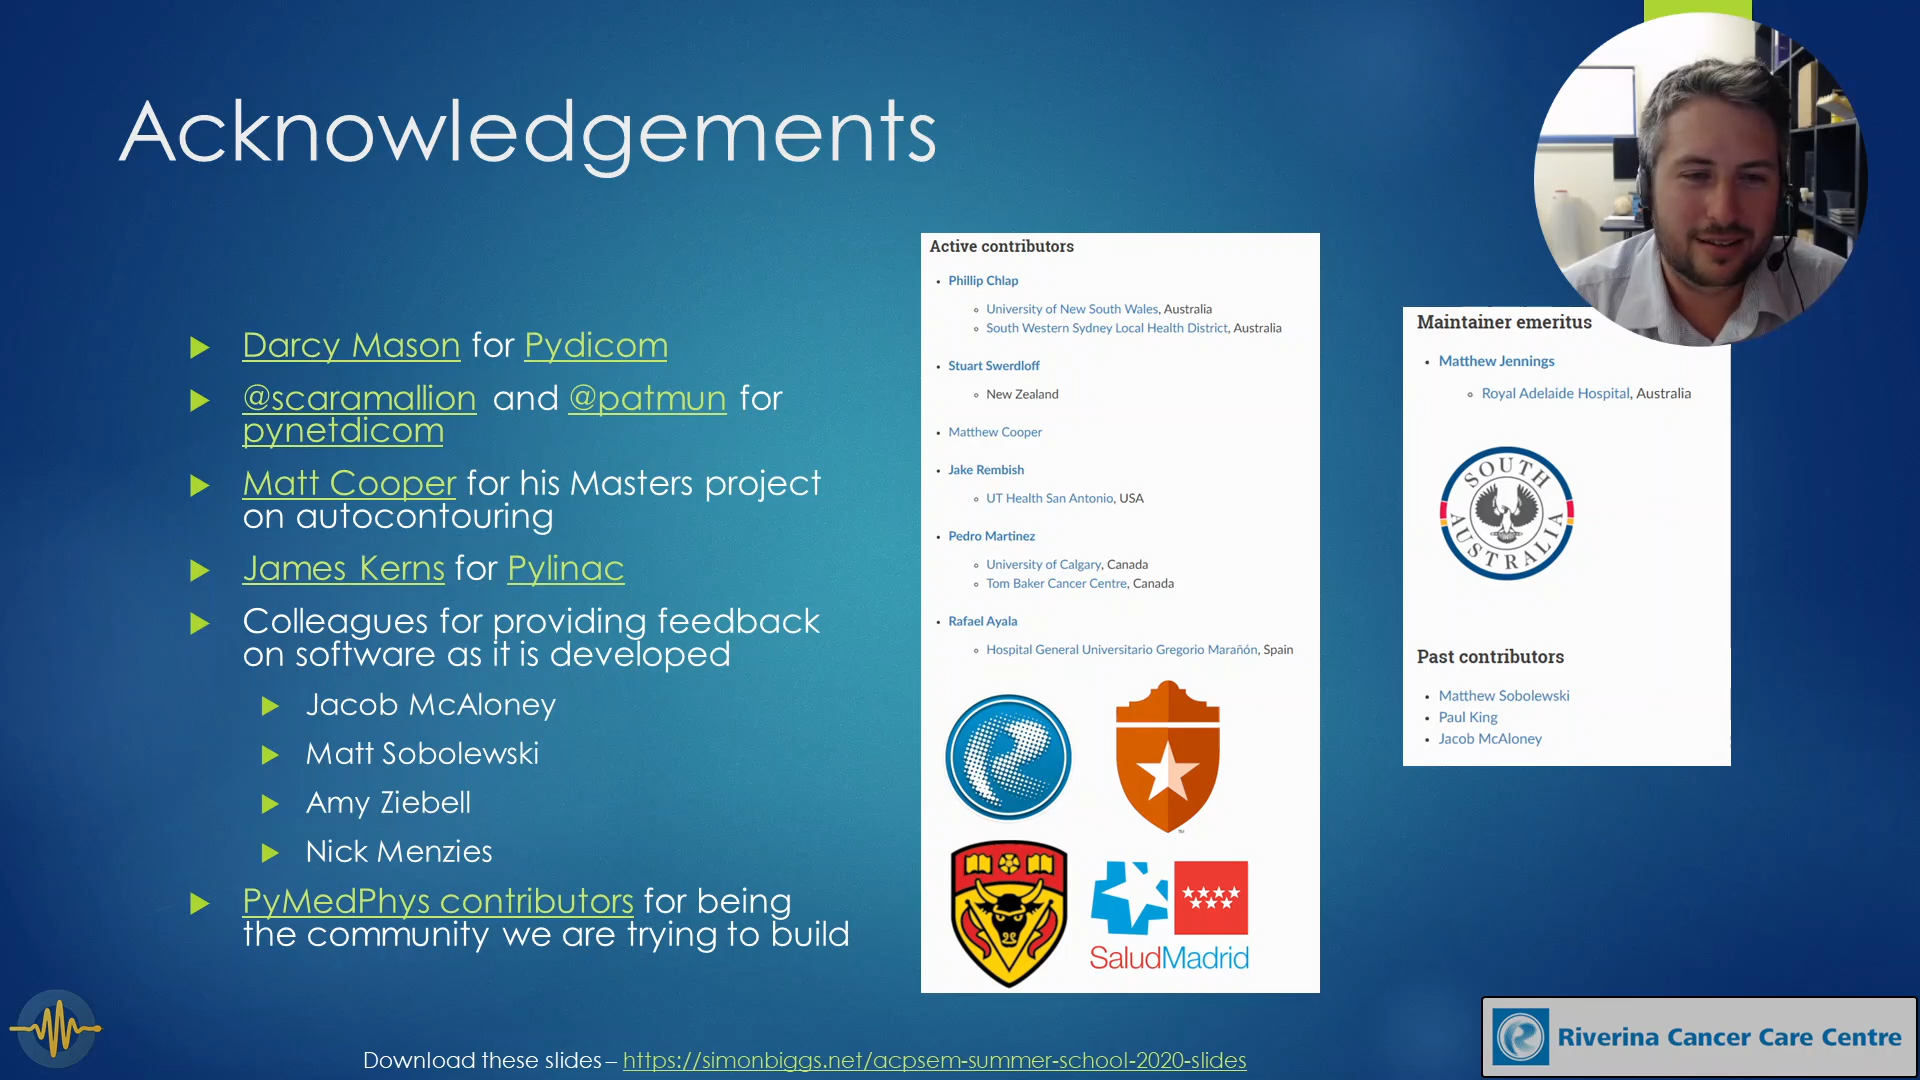 Acknowledgements
Darcy Mason for Pydicom
@scaramallion and @patmun for
pynetdicom
Matt Cooper for his Masters project
on autocontouring
James Kerns for Pylinac
Colleagues for providing feedback
on software as it is developed
Jacob McAloney
Matt Sobolewski
Amy Ziebell
Nick Menzies
PyMedPhys contributors for being
the community we are trying to build
Active contributors
Phillip Chlap
University of New South Wales, Australia
South Western Sydney Local Health District, Australia
Stuart Swerdloff
New Zealand
Matthew Cooper
Jake Rembish
UT Health San Antonio, USA
Pedro Martinez
University of Calgary, Canada
Tom Baker Cancer Centre, Canada
Rafael Ayala
Hospital General Universitario Gregorio Marañón, Spain
TM
SaludMadrid
Maintainer emeritus
Matthew Jennings
Royal Adelaide Hospital, Australia
SOUTH
AUSTRALIA
Past contributors
Matthew Sobolewski
Paul King
Jacob McAloney
Download these slides – https://simonbiggs.net/acpsem-summer-school-2020-slides
Riverina Cancer Care Centre